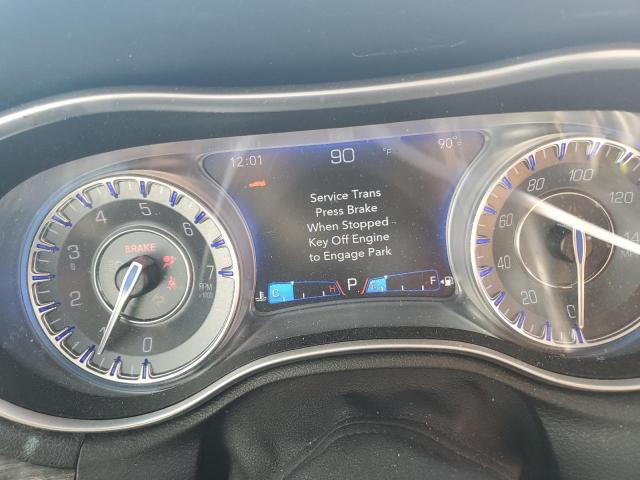 12:01
90 °F
90°
Service Trans
Press Brake
When Stopped
Key Off Engine
to Engage Park
C H P F
BRAKE
0 1 2 3 4 5 6 7
RPM
x1000
0 20 40 60 80 100 120